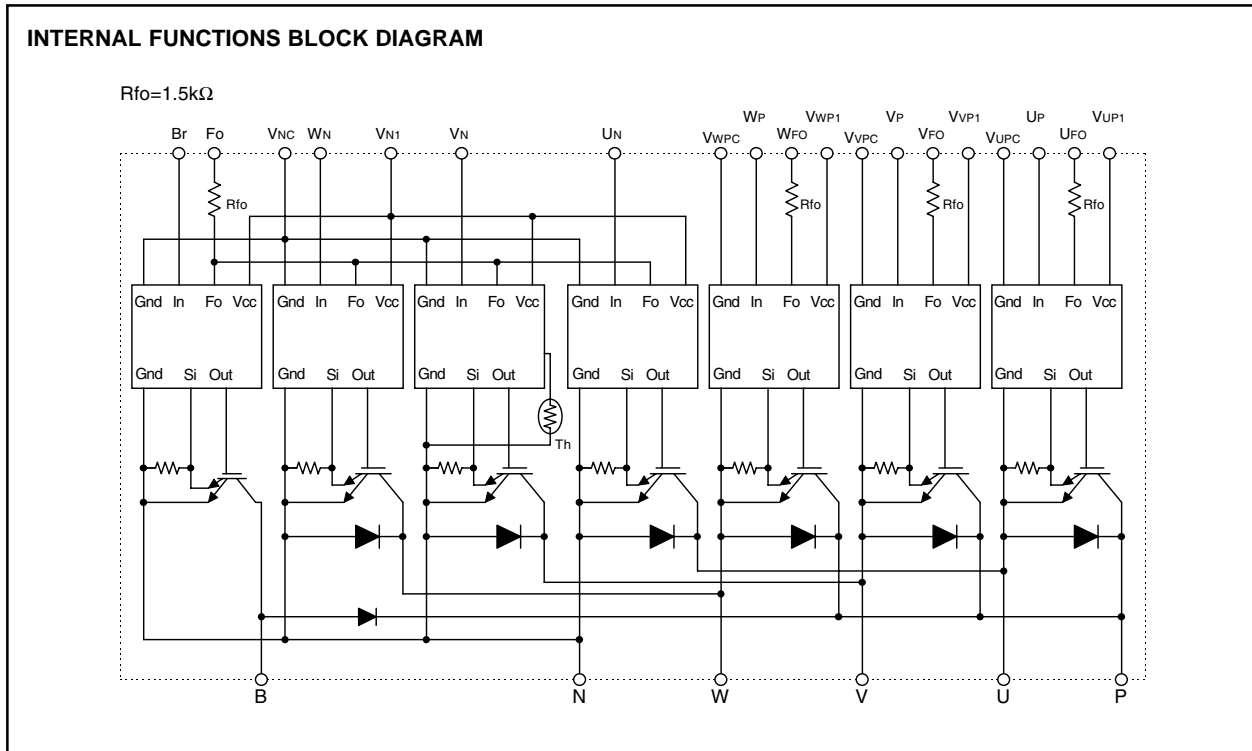 INTERNAL FUNCTIONS BLOCK DIAGRAM
Rfo=1.5kΩ
WP VWP1 VP VVP1 UP VUP1
Br Fo VNC WN VN1 VN UN VWPC WFO VVPC VFO VUPC UFO
Rfo Rfo Rfo Rfo
Gnd In Fo Vcc Gnd In Fo Vcc Gnd In Fo Vcc Gnd In Fo Vcc Gnd In Fo Vcc Gnd In Fo Vcc Gnd In Fo Vcc
Gnd Si Out Gnd Si Out Gnd Si Out Gnd Si Out Gnd Si Out Gnd Si Out Gnd Si Out
Th
B N W V U P